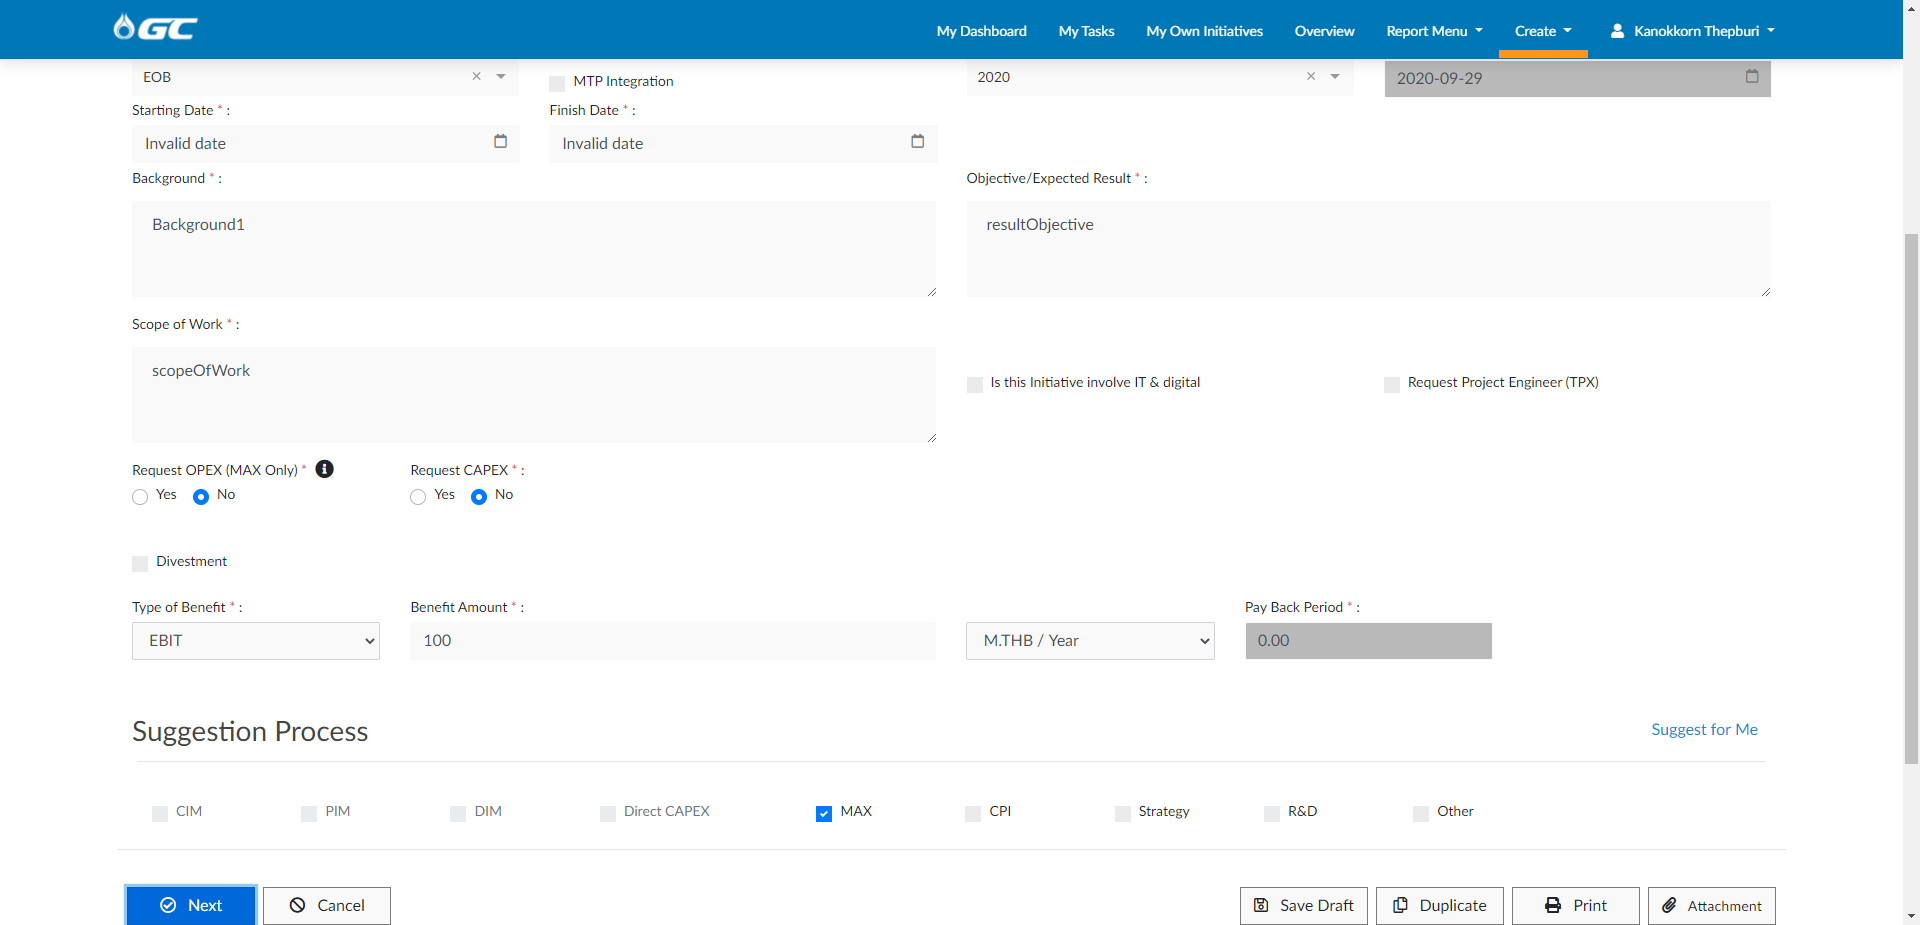 GC My Dashboard My Tasks My Own Initiatives Overview Report Menu Create Kanokkorn Thepburi
EOB × MTP Integration 2020 × 2020-09-29
Starting Date * : Finish Date * :
Invalid date Invalid date
Background * : Objective/Expected Result * :
Background1 resultObjective
Scope of Work * :
scopeOfWork
Is this Initiative involve IT & digital Request Project Engineer (TPX)
Request OPEX (MAX Only) * Request CAPEX * :
Yes No Yes No
Divestment
Type of Benefit * : Benefit Amount * : Pay Back Period * :
EBIT 100 M.THB / Year 0.00
Suggestion Process Suggest for Me
CIM PIM DIM Direct CAPEX MAX CPI Strategy R&D Other
Next Cancel Save Draft Duplicate Print Attachment